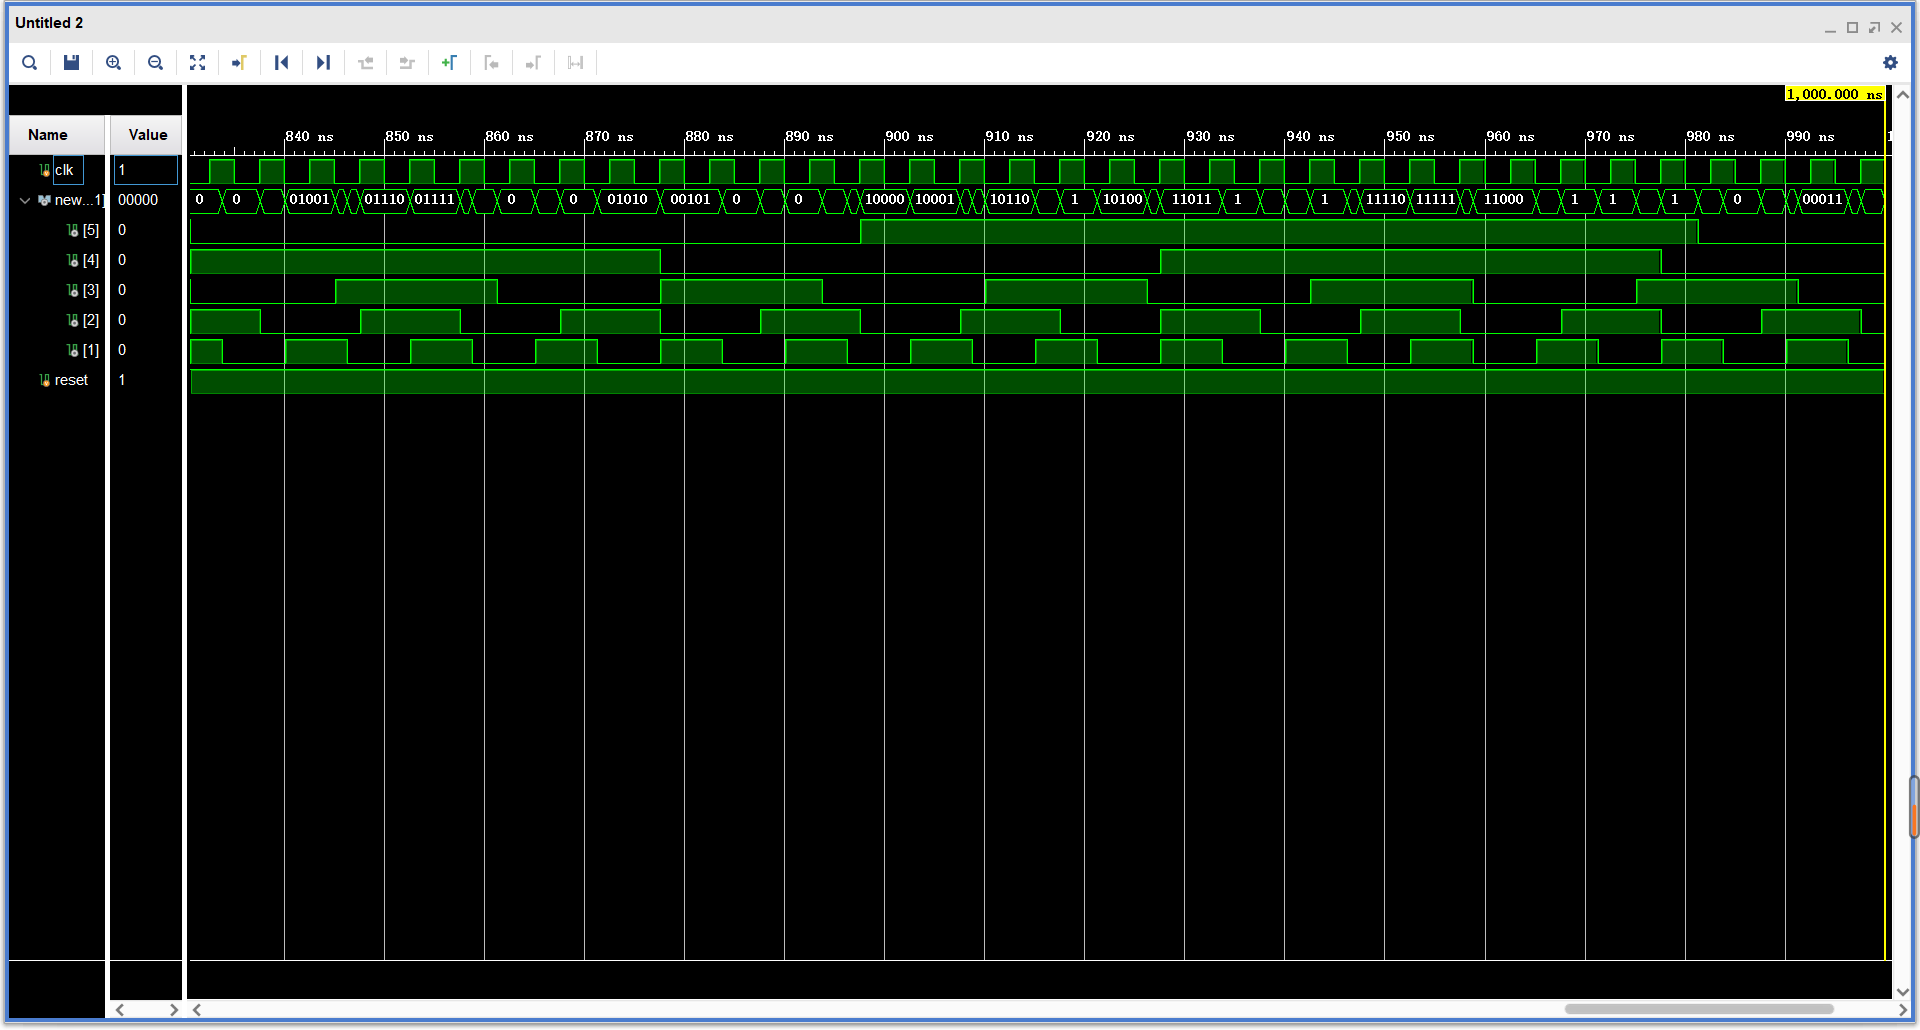 Untitled 2
1,000.000 ns
Name Value 840 ns 850 ns 860 ns 870 ns 880 ns 890 ns 900 ns 910 ns 920 ns 930 ns 940 ns 950 ns 960 ns 970 ns 980 ns 990 ns 1
clk 1
new...1] 00000 0 0 01001 01110 01111 0 0 01010 00101 0 0 10000 10001 10110 1 10100 11011 1 1 11110 11111 11000 1 1 1 0 00011
[5] 0
[4] 0
[3] 0
[2] 0
[1] 0
reset 1